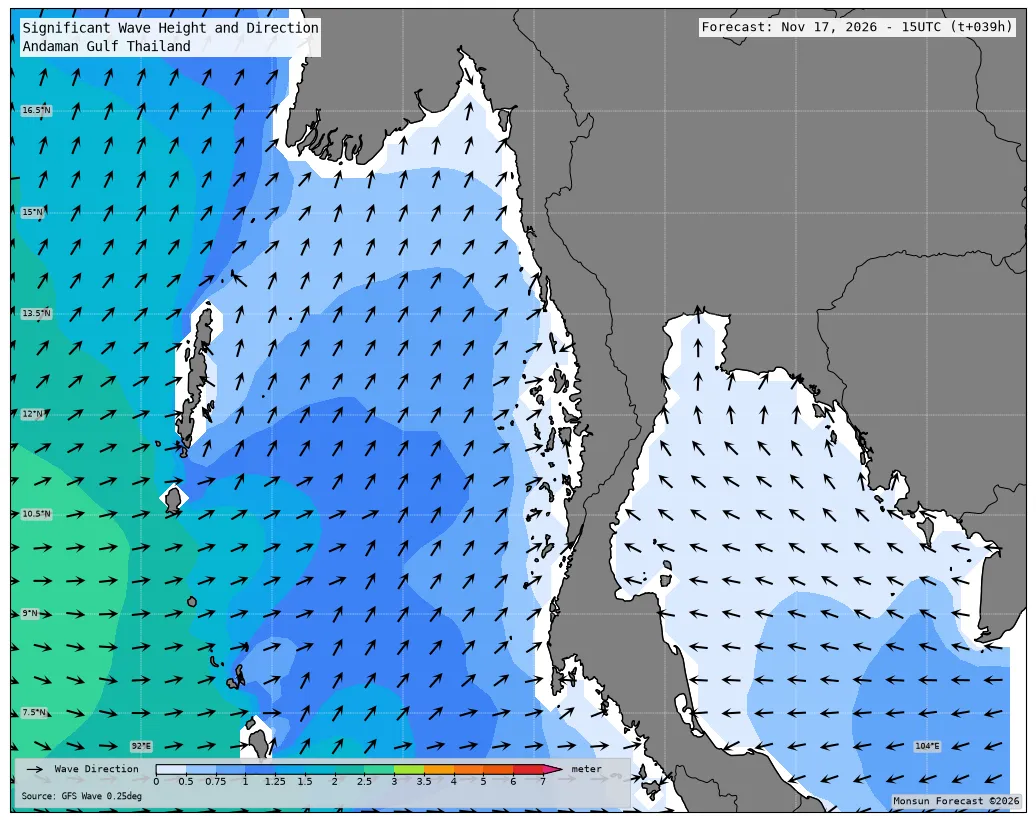 Significant Wave Height and Direction
Andaman Gulf Thailand
Forecast: Nov 17, 2026 - 15UTC (t+039h)
16.5°N
15°N
13.5°N
12°N
10.5°N
9°N
7.5°N
92°E
104°E
Wave Direction
meter
0 0.5 0.75 1 1.25 1.5 2 2.5 3 3.5 4 5 6 7
Source: GFS Wave 0.25deg
Monsun Forecast ©2026